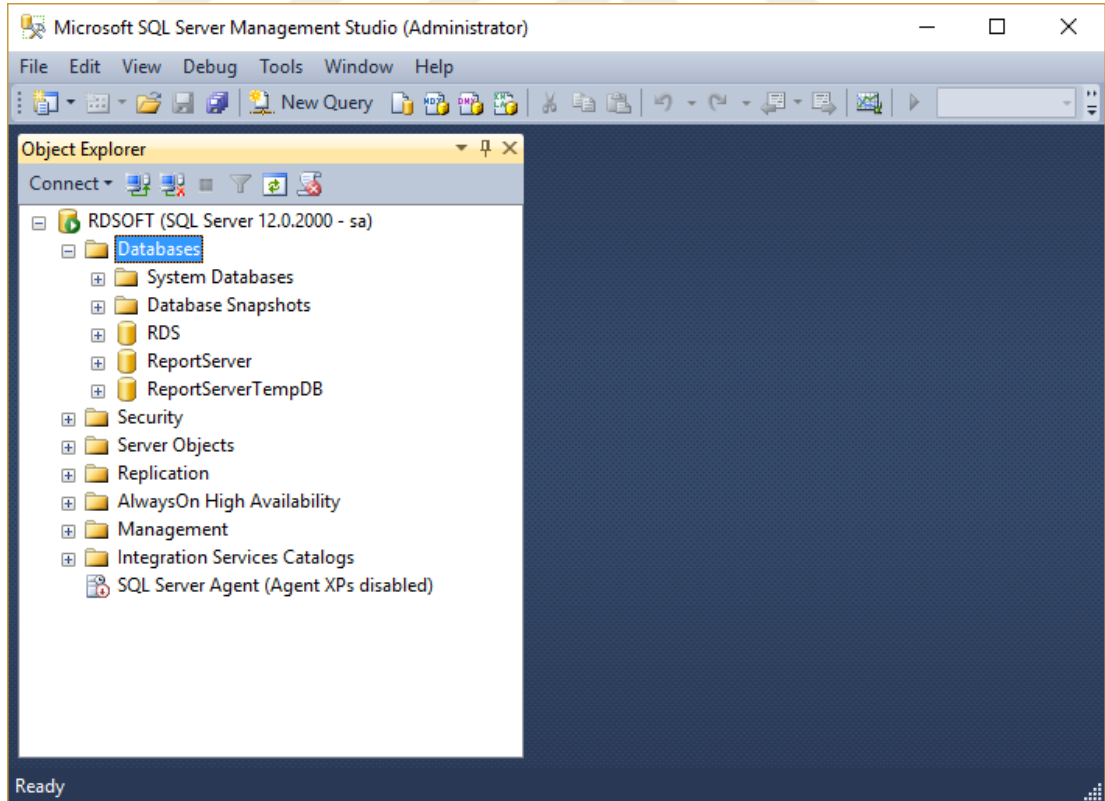 Microsoft SQL Server Management Studio (Administrator)
File Edit View Debug Tools Window Help
New Query
Object Explorer
Connect
RDSOFT (SQL Server 12.0.2000 - sa)
Databases
System Databases
Database Snapshots
RDS
ReportServer
ReportServerTempDB
Security
Server Objects
Replication
AlwaysOn High Availability
Management
Integration Services Catalogs
SQL Server Agent (Agent XPs disabled)
Ready